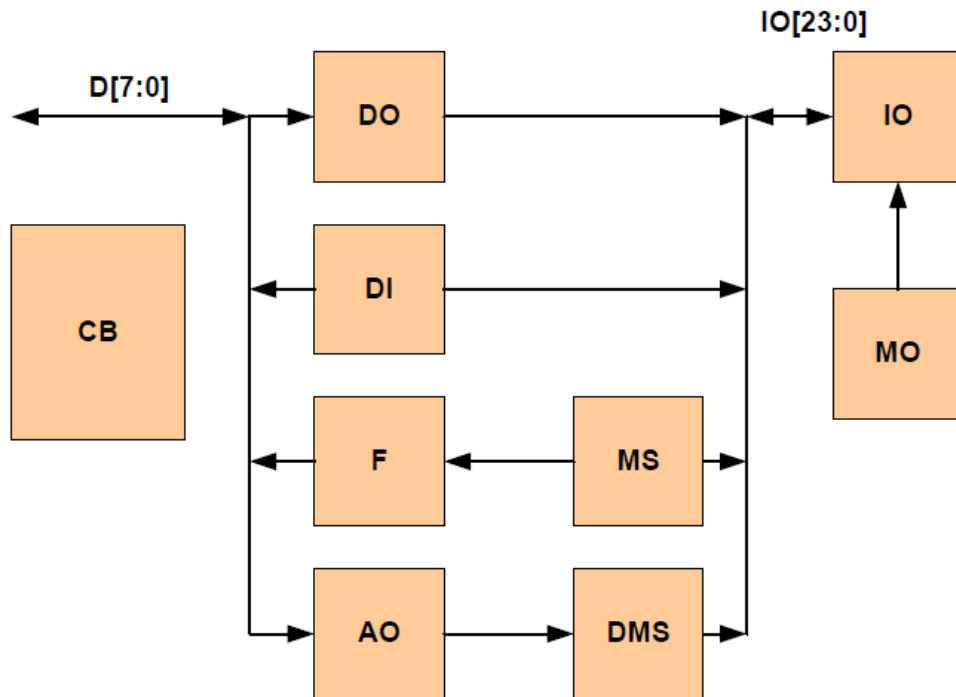 IO[23:0]
D[7:0]
DO
IO
DI
CB
MO
F
MS
AO
DMS